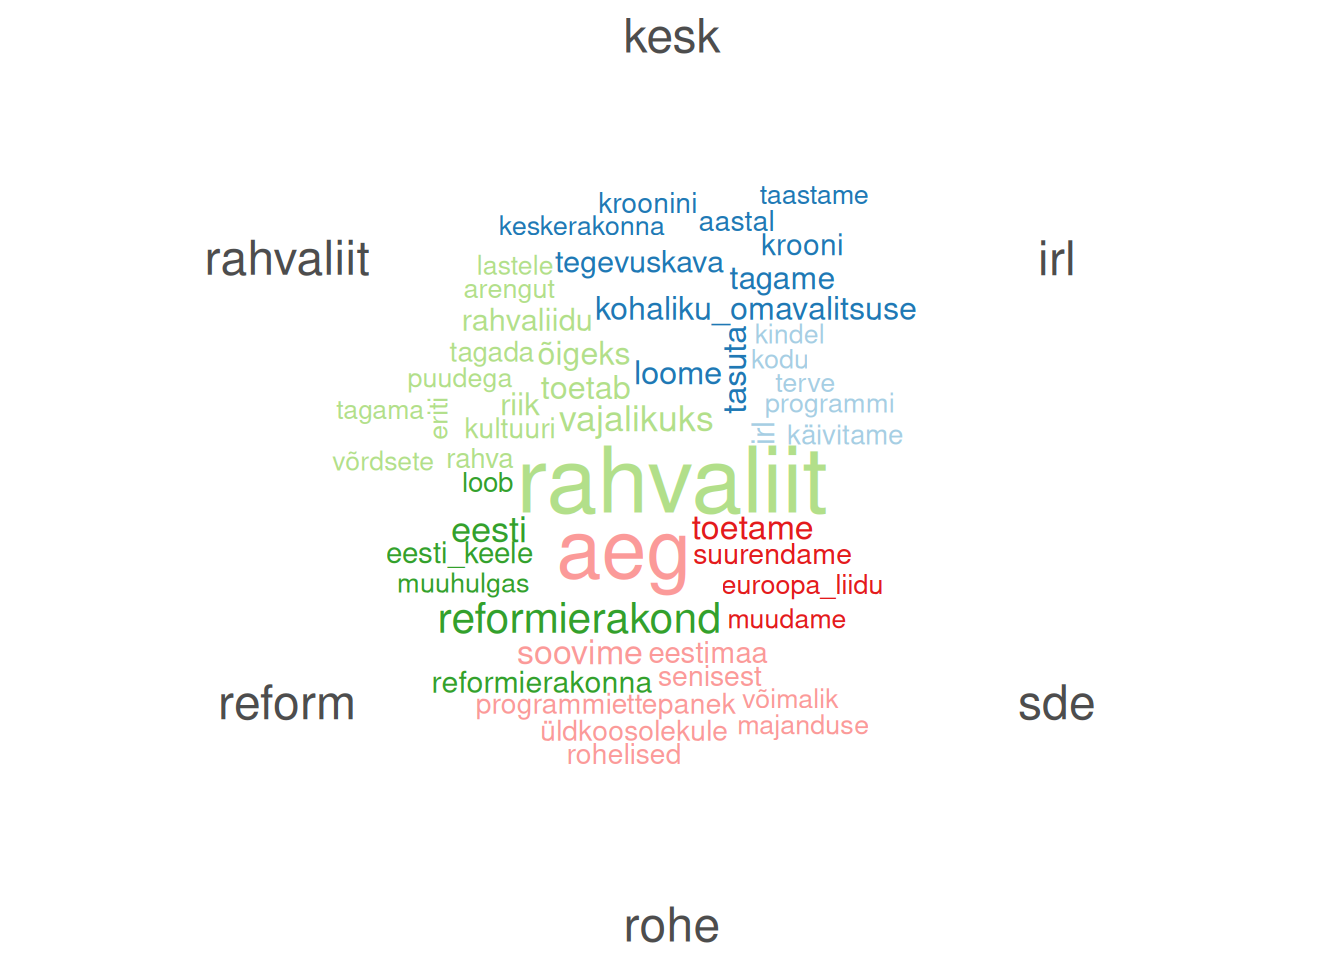 kesk
taastame
kroonini
aastal
keskerakonna
krooni
rahvaliit
irl
lastele
tegevuskava
tagame
arengut
kohaliku_omavalitsuse
rahvaliidu
kindel
tagada
õigeks
tasuta
kodu
loome
puudega
toetab
terve
programmi
tagama
eriti
riik
vajalikuks
kultuuri
irl
käivitame
võrdsete
rahva
loob
rahvaliit
eesti
toetame
eesti_keele
aeg
suurendame
muuhulgas
euroopa_liidu
reformierakond
muudame
soovime
eestimaa
reformierakonna
senisest
programmiettepanek
võimalik
reform
sde
üldkoosolekule
majanduse
rohelised
rohe